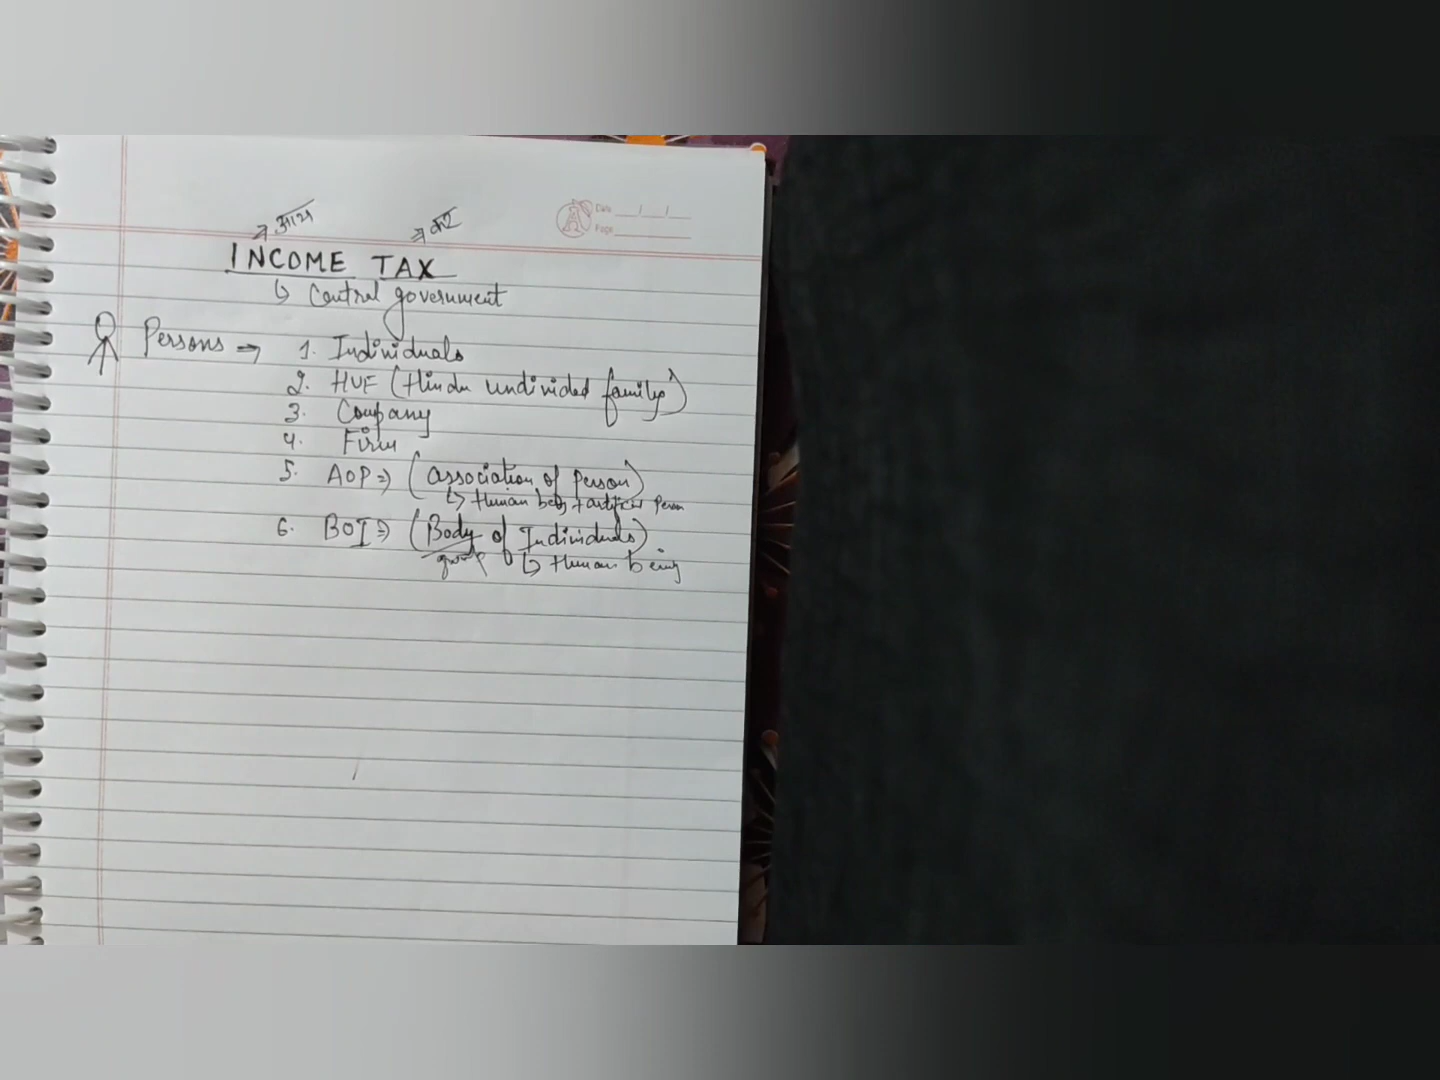 ⇒ आय ⇒ कर
INCOME TAX
↳ Central government
Persons → 1. Individuals
2. HUF (Hindu undivided family)
3. Company
4. Firm
5. AOP ⇒ (association of Person)
↳ Human being + artificial Person
6. BOI ⇒ (Body of Individuals)
group ↳ Human being
Date
Page